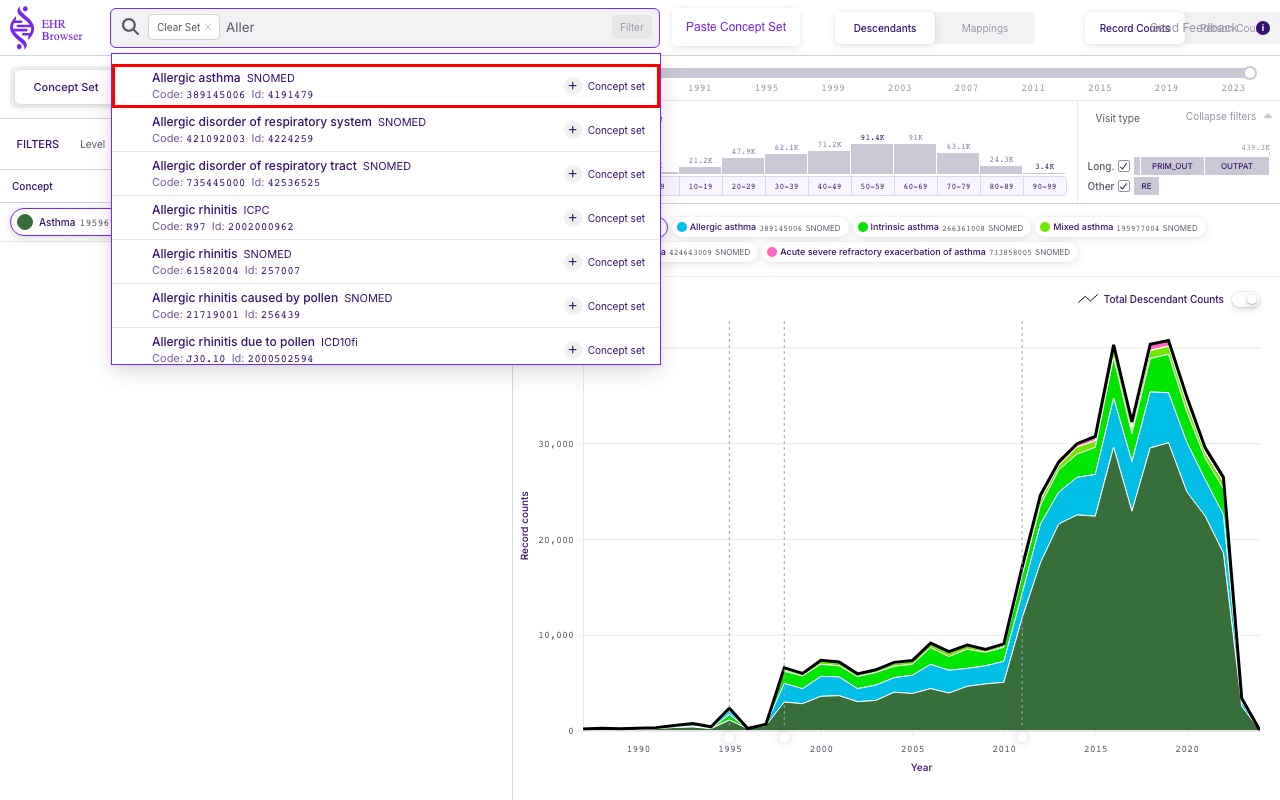 EHR
Browser
Clear Set ×
Aller
Filter
Paste Concept Set
Descendants
Mappings
Record Counts
Send Feedback
i
Concept Set
FILTERS
Level
Concept
Asthma
Allergic asthma SNOMED
Code: 389145006 Id: 4191479
+ Concept set
Allergic disorder of respiratory system SNOMED
Code: 421092003 Id: 4224259
+ Concept set
Allergic disorder of respiratory tract SNOMED
Code: 735445000 Id: 42536525
+ Concept set
Allergic rhinitis ICPC
Code: R97 Id: 2002000962
+ Concept set
Allergic rhinitis SNOMED
Code: 61582004 Id: 257007
+ Concept set
Allergic rhinitis caused by pollen SNOMED
Code: 21719001 Id: 256439
+ Concept set
Allergic rhinitis due to pollen ICD10fi
Code: J30.10 Id: 2000502594
+ Concept set
1991 1995 1999 2003 2007 2011 2015 2019 2023
21.2K 47.9K 62.1K 71.2K 91.4K 91K 63.1K 24.3K 3.4K
10–19 20–29 30–39 40–49 50–59 60–69 70–79 80–89 90–99
Visit type
Collapse filters
439.3K
Long. PRIM_OUT OUTPAT
Other RE
Allergic asthma 389145006 SNOMED
Intrinsic asthma 266361008 SNOMED
Mixed asthma 195977004 SNOMED
424643009 SNOMED
Acute severe refractory exacerbation of asthma 733858005 SNOMED
Total Descendant Counts
30,000
20,000
10,000
0
Record counts
1990 1995 2000 2005 2010 2015 2020
Year